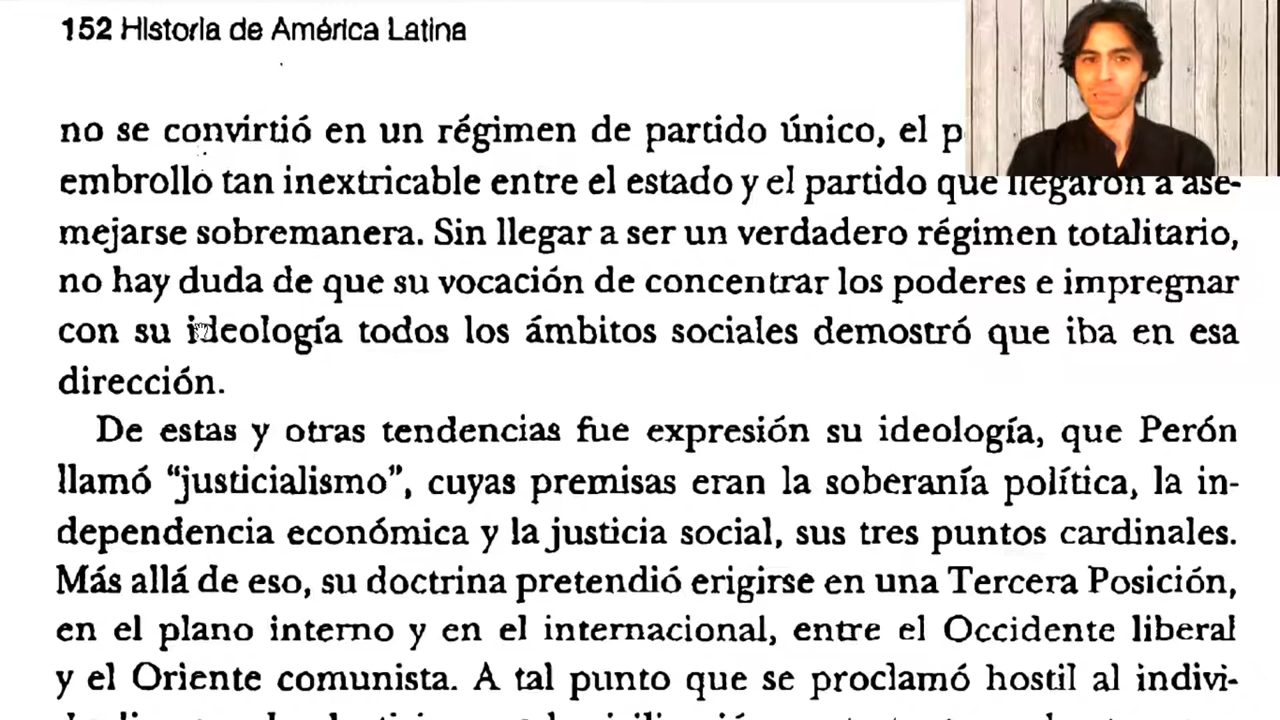 152 Historia de América Latina
no se convirtió en un régimen de partido único, el
embrollo tan inextricable entre el estado y el partido que llegaron a ase-
mejarse sobremanera. Sin llegar a ser un verdadero régimen totalitario,
no hay duda de que su vocación de concentrar los poderes e impregnar
con su ideología todos los ámbitos sociales demostró que iba en esa
dirección.
De estas y otras tendencias fue expresión su ideología, que Perón
llamó “justicialismo”, cuyas premisas eran la soberanía política, la in-
dependencia económica y la justicia social, sus tres puntos cardinales.
Más allá de eso, su doctrina pretendió erigirse en una Tercera Posición,
en el plano interno y en el internacional, entre el Occidente liberal
y el Oriente comunista. A tal punto que se proclamó hostil al indivi-